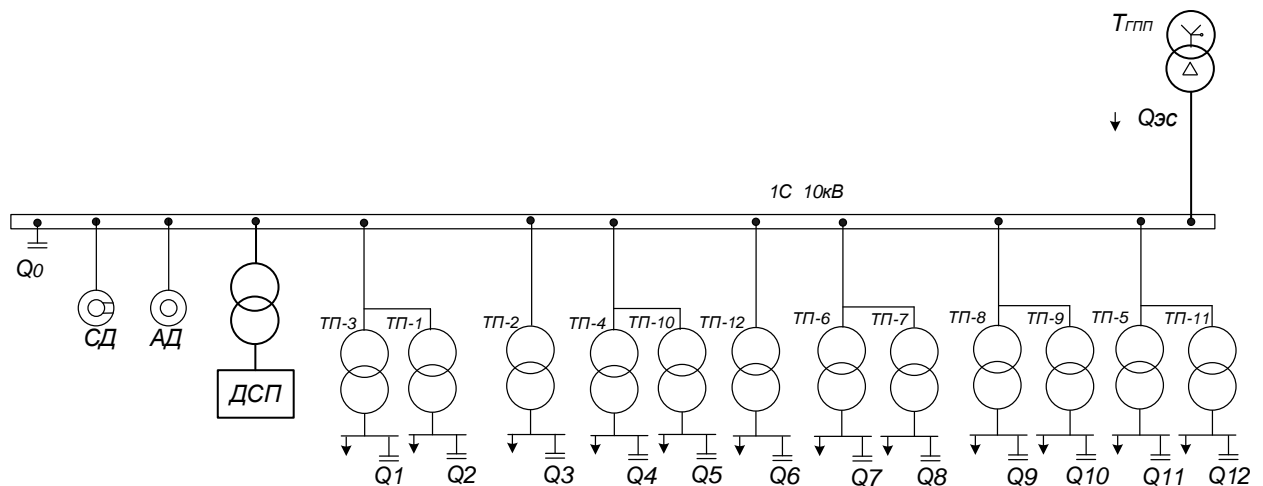 TГПП
Qэс
1С 10кВ
Q0
СД
АД
ДСП
ТП-3
ТП-1
ТП-2
ТП-4
ТП-10
ТП-12
ТП-6
ТП-7
ТП-8
ТП-9
ТП-5
ТП-11
Q1
Q2
Q3
Q4
Q5
Q6
Q7
Q8
Q9
Q10
Q11
Q12